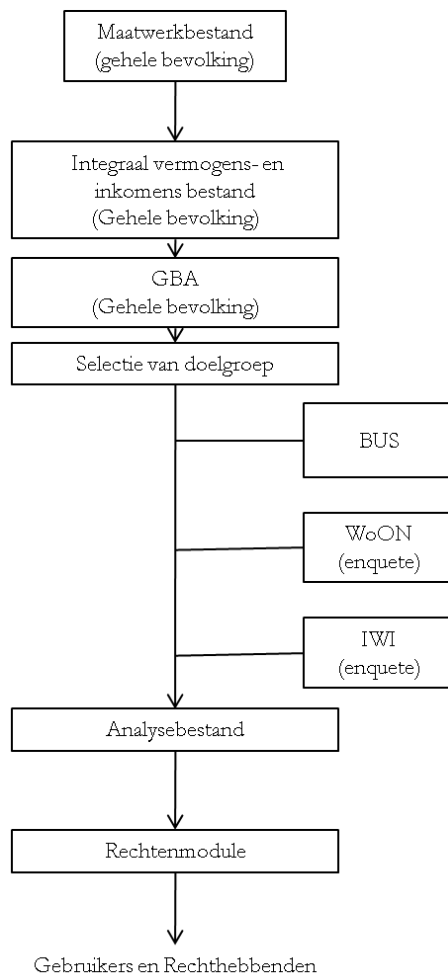 Maatwerkbestand
(gehele bevolking)
Integraal vermogens- en
inkomens bestand
(Gehele bevolking)
GBA
(Gehele bevolking)
Selectie van doelgroep
BUS
WoON
(enquete)
IWI
(enquete)
Analysebestand
Rechtenmodule
Gebruikers en Rechthebbenden